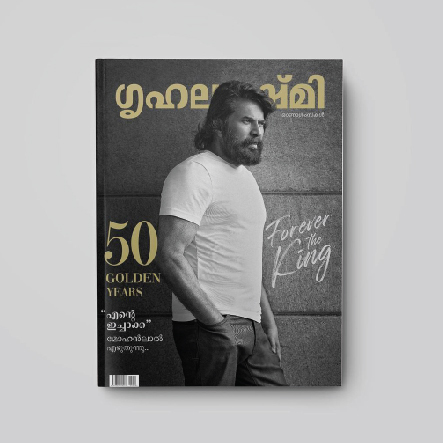 ഗൃഹലക്ഷ്മി
Forever
The
King
50
GOLDEN
YEARS
“എന്റെ
ഇച്ചാക്ക”
മോഹൻലാൽ
എഴുതുന്നു..